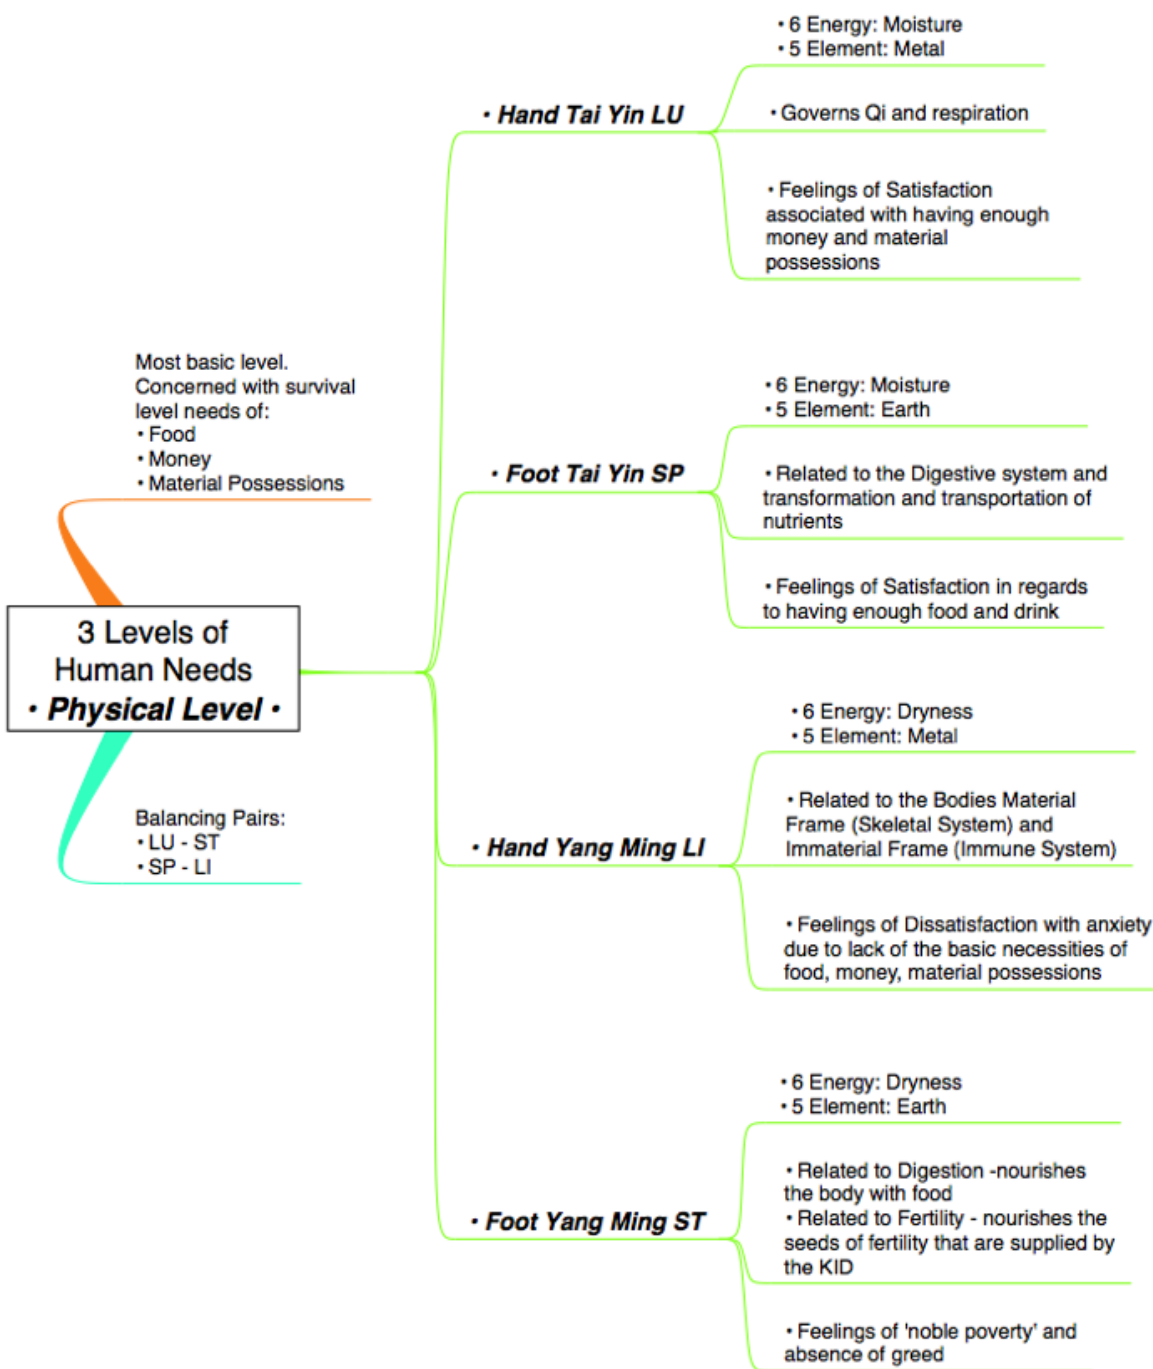 • 6 Energy: Moisture
• 5 Element: Metal
• Hand Tai Yin LU
• Governs Qi and respiration
• Feelings of Satisfaction
associated with having enough
money and material
possessions
Most basic level.
Concerned with survival
level needs of:
• Food
• Money
• Material Possessions
• 6 Energy: Moisture
• 5 Element: Earth
• Foot Tai Yin SP
• Related to the Digestive system and
transformation and transportation of
nutrients
• Feelings of Satisfaction in regards
to having enough food and drink
3 Levels of
Human Needs
• Physical Level •
• 6 Energy: Dryness
• 5 Element: Metal
Balancing Pairs:
• LU - ST
• SP - LI
• Hand Yang Ming LI
• Related to the Bodies Material
Frame (Skeletal System) and
Immaterial Frame (Immune System)
• Feelings of Dissatisfaction with anxiety
due to lack of the basic necessities of
food, money, material possessions
• 6 Energy: Dryness
• 5 Element: Earth
• Foot Yang Ming ST
• Related to Digestion -nourishes
the body with food
• Related to Fertility - nourishes the
seeds of fertility that are supplied by
the KID
• Feelings of 'noble poverty' and
absence of greed